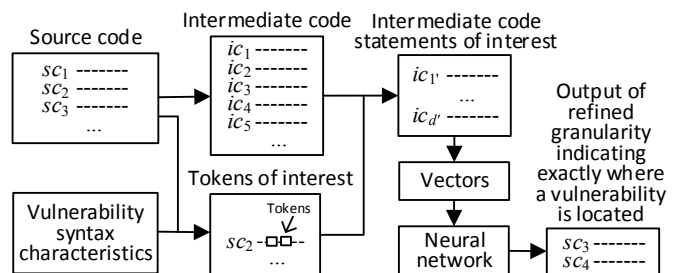 Source code
sc1 -------
sc2 -------
sc3 -------
...
Intermediate code
ic1 -------
ic2 -------
ic3 -------
ic4 -------
ic5 -------
...
Intermediate code
statements of interest
ic1' -------
...
icd' -------
Vulnerability
syntax
characteristics
Tokens of interest
Tokens
sc2
...
Vectors
Neural
network
Output of
refined
granularity
indicating
exactly where
a vulnerability
is located
sc3 -------
sc4 -------